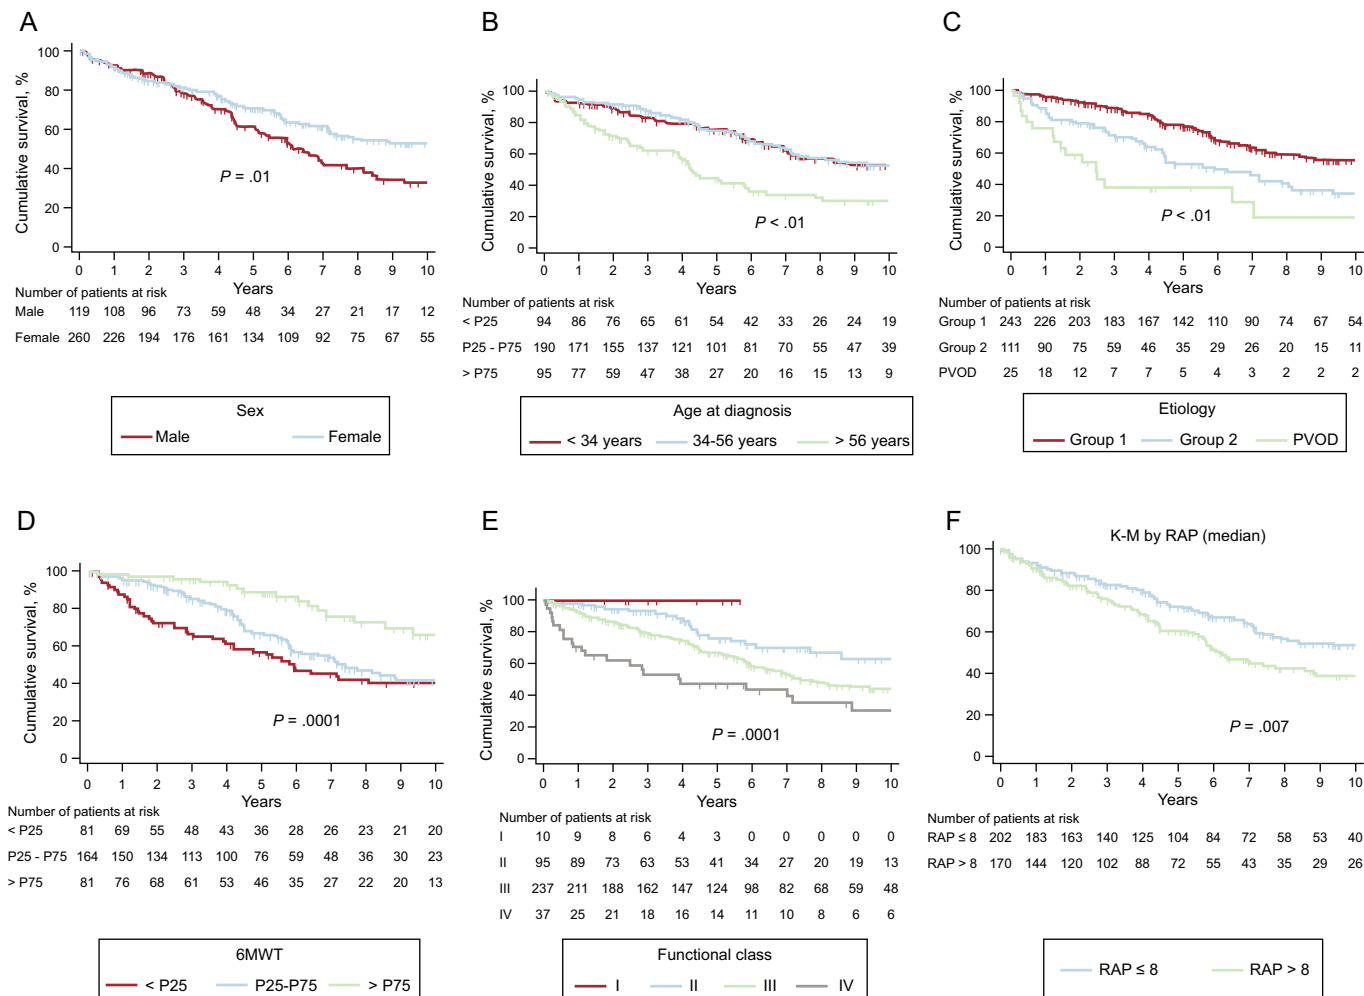 A
Cumulative survival, %
100
80
60
40
20
0
P = .01
0 1 2 3 4 5 6 7 8 9 10
Years
Number of patients at risk
Male 119 108 96 73 59 48 34 27 21 17 12
Female 260 226 194 176 161 134 109 92 75 67 55
Sex
Male Female
B
Cumulative survival, %
100
80
60
40
20
0
P < .01
0 1 2 3 4 5 6 7 8 9 10
Years
Number of patients at risk
< P25 94 86 76 65 61 54 42 33 26 24 19
P25 - P75 190 171 155 137 121 101 81 70 55 47 39
> P75 95 77 59 47 38 27 20 16 15 13 9
Age at diagnosis
< 34 years 34-56 years > 56 years
C
Cumulative survival, %
100
80
60
40
20
0
P < .01
0 1 2 3 4 5 6 7 8 9 10
Years
Number of patients at risk
Group 1 243 226 203 183 167 142 110 90 74 67 54
Group 2 111 90 75 59 46 35 29 26 20 15 11
PVOD 25 18 12 7 7 5 4 3 2 2 2
Etiology
Group 1 Group 2 PVOD
D
Cumulative survival, %
100
80
60
40
20
0
P = .0001
0 1 2 3 4 5 6 7 8 9 10
Years
Number of patients at risk
< P25 81 69 55 48 43 36 28 26 23 21 20
P25 - P75 164 150 134 113 100 76 59 48 36 30 23
> P75 81 76 68 61 53 46 35 27 22 20 13
6MWT
< P25 P25-P75 > P75
E
Cumulative survival, %
100
80
60
40
20
0
P = .0001
0 1 2 3 4 5 6 7 8 9 10
Years
Number of patients at risk
I 10 9 8 6 4 3 0 0 0 0 0
II 95 89 73 63 53 41 34 27 20 19 13
III 237 211 188 162 147 124 98 82 68 59 48
IV 37 25 21 18 16 14 11 10 8 6 6
Functional class
I II III IV
F
K-M by RAP (median)
100
80
60
40
20
0
P = .007
0 1 2 3 4 5 6 7 8 9 10
Years
Number of patients at risk
RAP ≤ 8 202 183 163 140 125 104 84 72 58 53 40
RAP > 8 170 144 120 102 88 72 55 43 35 29 26
RAP ≤ 8 RAP > 8